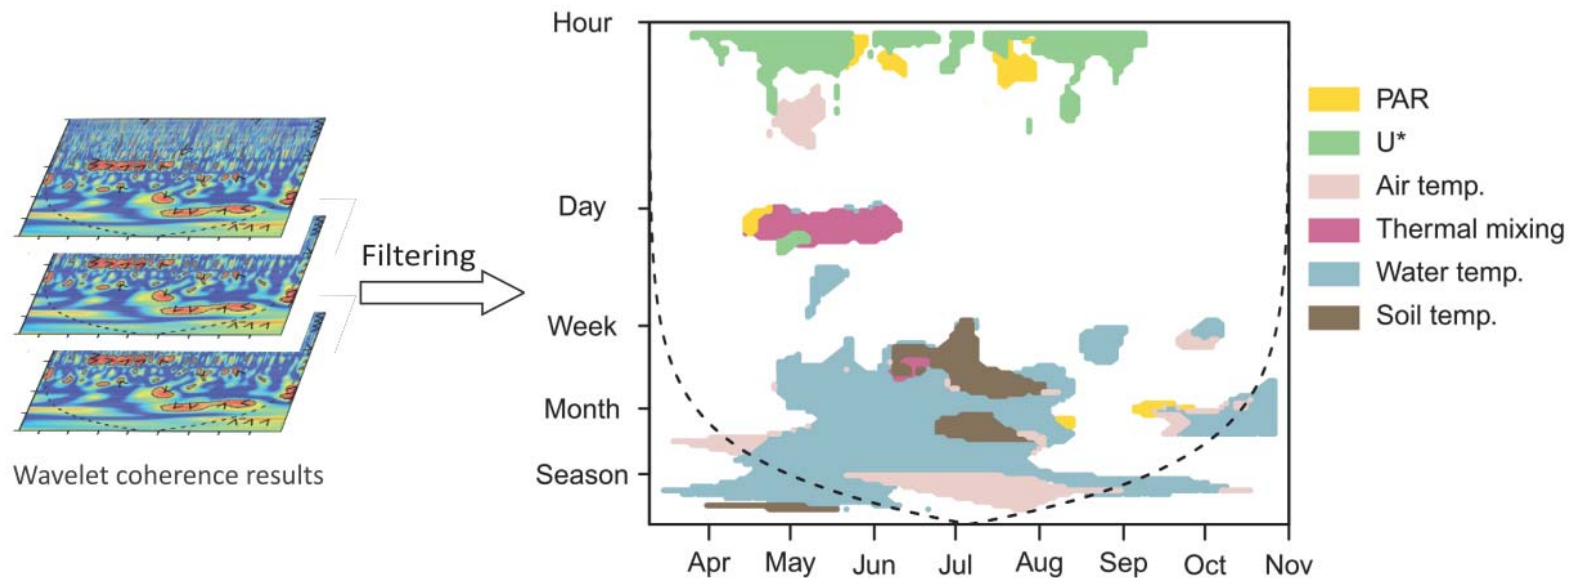 Wavelet coherence results
Filtering
Hour
Day
Week
Month
Season
Apr May Jun Jul Aug Sep Oct Nov
PAR
U*
Air temp.
Thermal mixing
Water temp.
Soil temp.